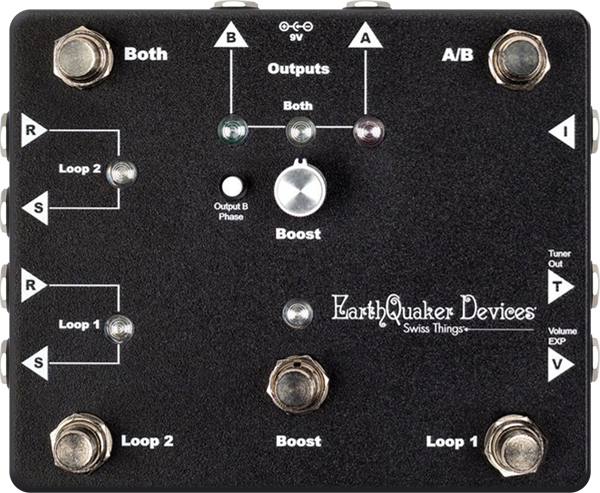 B
9V
A
Both
Outputs
A/B
Both
R
I
Loop 2
S
Output B
Phase
Boost
Tuner
Out
T
R
EarthQuaker Devices
Swiss Things
Loop 1
Volume
EXP
S
V
Loop 2
Boost
Loop 1